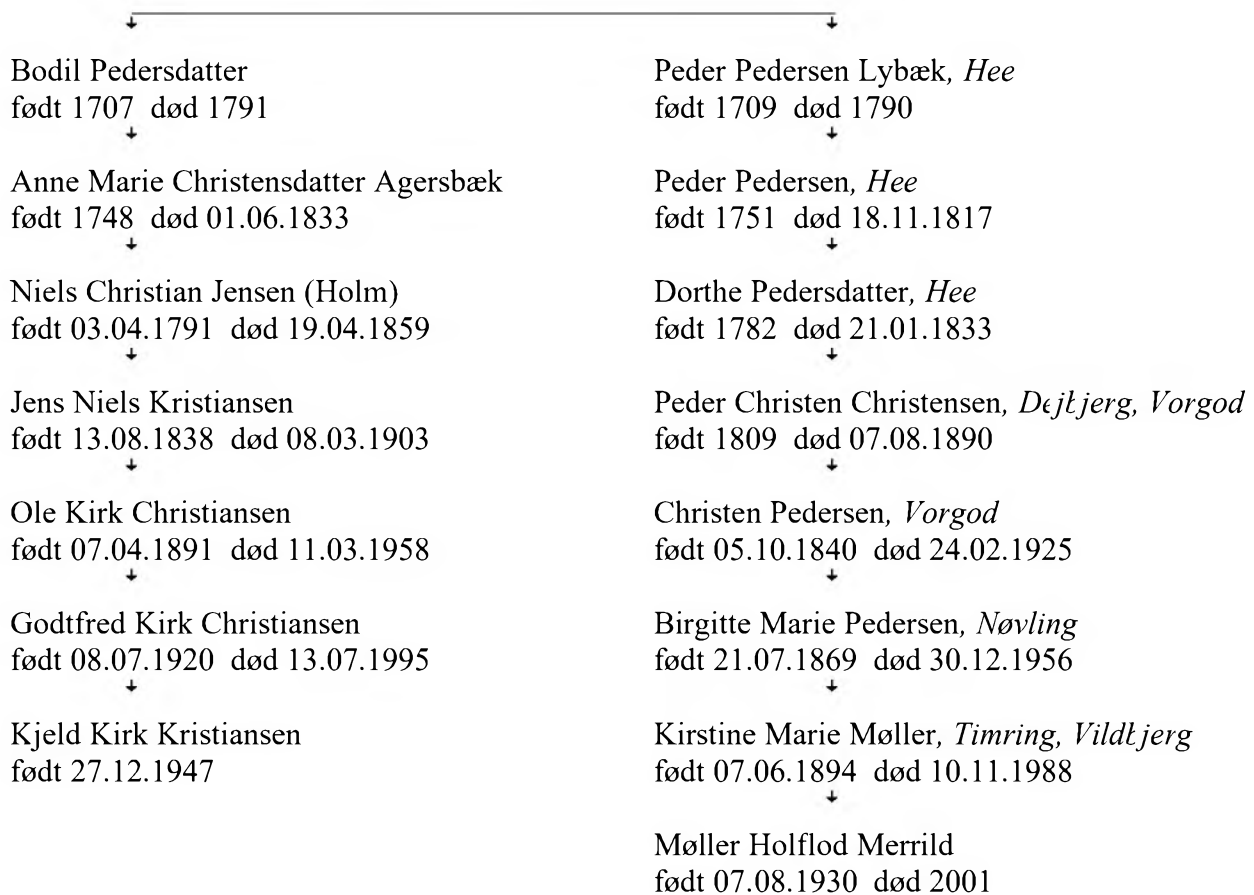 Bodil Pedersdatter
født 1707 død 1791
Anne Marie Christensdatter Agersbæk
født 1748 død 01.06.1833
Niels Christian Jensen (Holm)
født 03.04.1791 død 19.04.1859
Jens Niels Kristiansen
født 13.08.1838 død 08.03.1903
Ole Kirk Christiansen
født 07.04.1891 død 11.03.1958
Godtfred Kirk Christiansen
født 08.07.1920 død 13.07.1995
Kjeld Kirk Kristiansen
født 27.12.1947
Peder Pedersen Lybæk, Hee
født 1709 død 1790
Peder Pedersen, Hee
født 1751 død 18.11.1817
Dorthe Pedersdatter, Hee
født 1782 død 21.01.1833
Peder Christen Christensen, Dejbjerg, Vorgod
født 1809 død 07.08.1890
Christen Pedersen, Vorgod
født 05.10.1840 død 24.02.1925
Birgitte Marie Pedersen, Nøvling
født 21.07.1869 død 30.12.1956
Kirstine Marie Møller, Timring, Vildbjerg
født 07.06.1894 død 10.11.1988
Møller Holflod Merrild
født 07.08.1930 død 2001